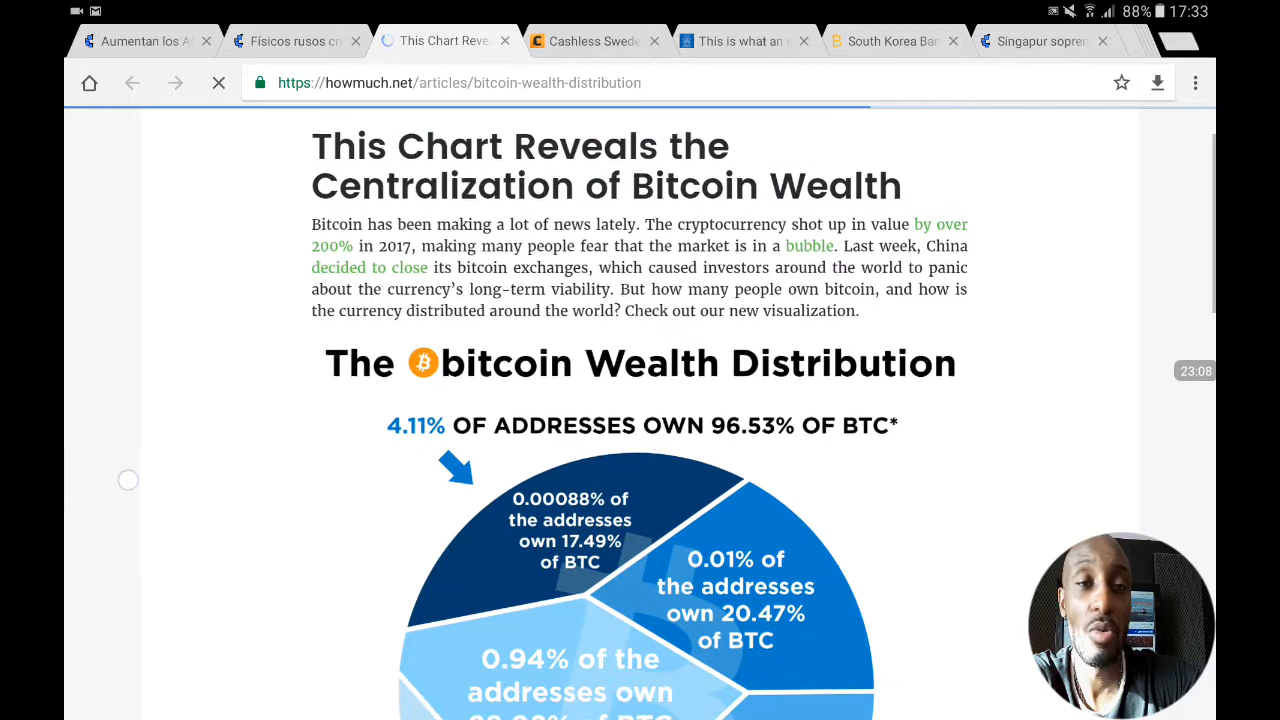 88% 17:33
Aumentan los A
Físicos rusos cr
This Chart Reve
Cashless Swede
This is what an
South Korea Ban
Singapur sopre
https://howmuch.net/articles/bitcoin-wealth-distribution
This Chart Reveals the
Centralization of Bitcoin Wealth
Bitcoin has been making a lot of news lately. The cryptocurrency shot up in value by over
200% in 2017, making many people fear that the market is in a bubble. Last week, China
decided to close its bitcoin exchanges, which caused investors around the world to panic
about the currency's long-term viability. But how many people own bitcoin, and how is
the currency distributed around the world? Check out our new visualization.
The bitcoin Wealth Distribution
23:08
4.11% OF ADDRESSES OWN 96.53% OF BTC*
0.00088% of
the addresses
own 17.49%
of BTC
0.01% of
the addresses
own 20.47%
of BTC
0.94% of the
addresses own